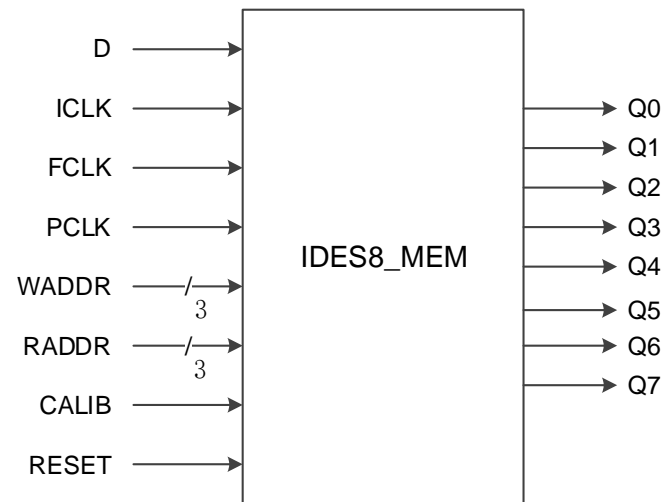 D
ICLK
FCLK
PCLK
WADDR
/
3
RADDR
/
3
CALIB
RESET
IDES8_MEM
Q0
Q1
Q2
Q3
Q4
Q5
Q6
Q7